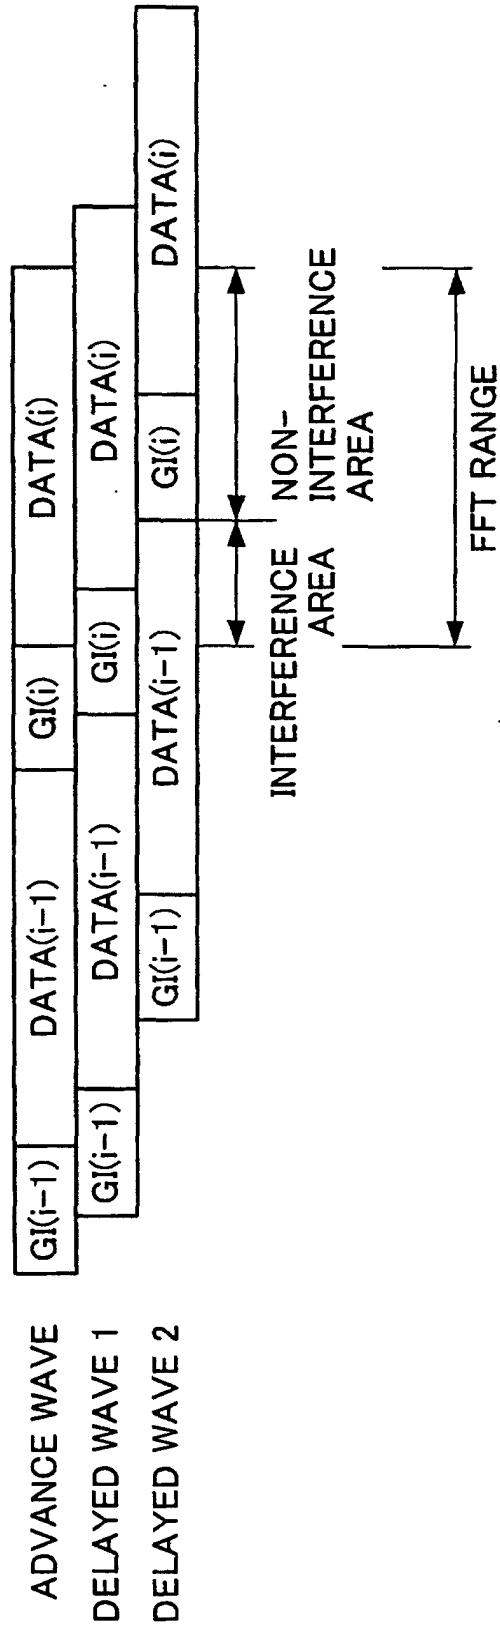 ADVANCE WAVE
GI(i-1) DATA(i-1) GI(i) DATA(i)
DELAYED WAVE 1
GI(i-1) DATA(i-1) GI(i) DATA(i)
DELAYED WAVE 2
GI(i-1) DATA(i-1) GI(i) DATA(i)
INTERFERENCE
AREA
NON-
INTERFERENCE
AREA
FFT RANGE